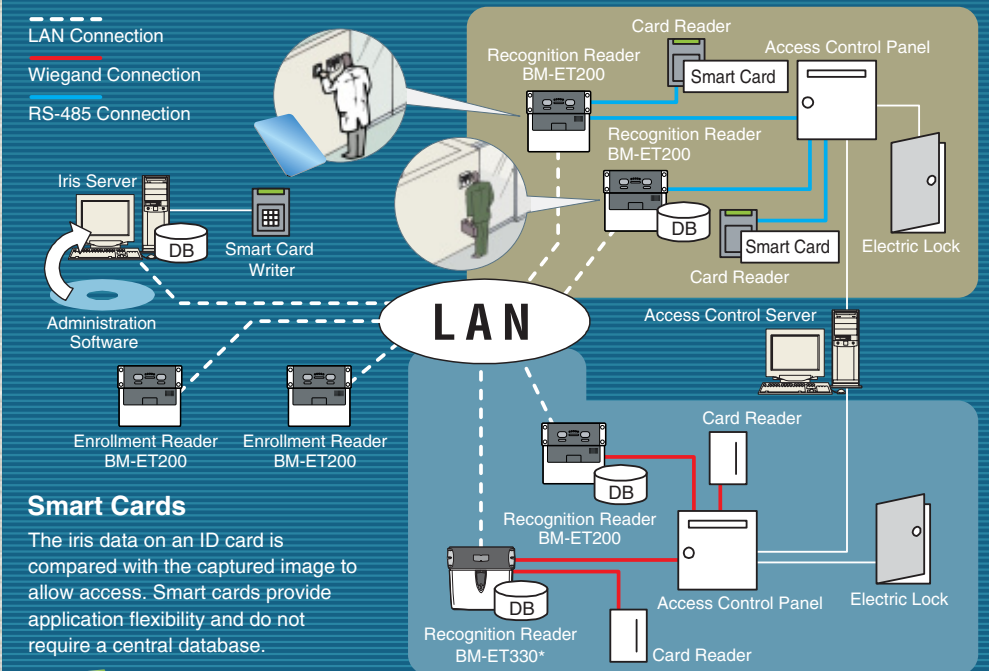 LAN Connection
Wiegand Connection
RS-485 Connection
Card Reader
Recognition Reader
BM-ET200
Smart Card
Access Control Panel
Recognition Reader
BM-ET200
DB
Smart Card
Card Reader
Electric Lock
Iris Server
DB
Smart Card
Writer
Administration
Software
LAN
Access Control Server
Enrollment Reader
BM-ET200
Enrollment Reader
BM-ET200
Card Reader
DB
Recognition Reader
BM-ET200
Access Control Panel
Electric Lock
DB
Recognition Reader
BM-ET330*
Card Reader
Smart Cards
The iris data on an ID card is
compared with the captured image to
allow access. Smart cards provide
application flexibility and do not
require a central database.